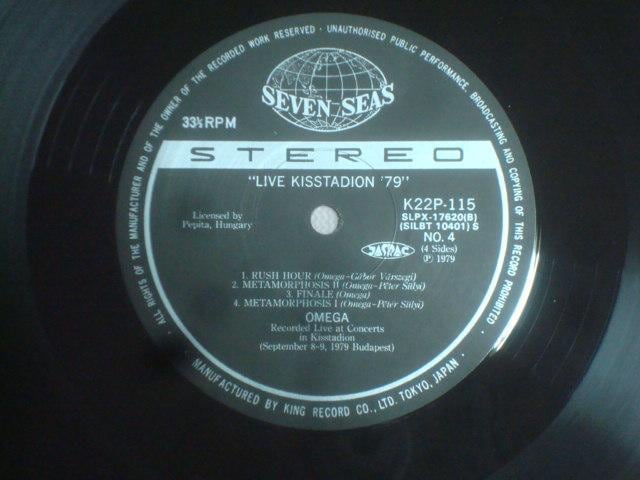 · ALL RIGHTS OF THE MANUFACTURER AND OF THE OWNER OF THE RECORDED WORK RESERVED · UNAUTHORISED PUBLIC PERFORMANCE, BROADCASTING AND COPYING OF THIS RECORD PROHIBITED ·
SEVEN SEAS
33⅓RPM
STEREO
"LIVE KISSTADION '79"
Licensed by
Pepita, Hungary
K22P-115
SLPX-17620(B)
(SILBT 10401) S
NO. 4
(4 Sides)
Ⓟ 1979
JASRAC
1. RUSH HOUR (Omega-Gábor Várszegi)
2. METAMORPHOSIS II (Omega-Péter Sülyi)
3. FINALE (Omega)
4. METAMORPHOSIS I (Omega-Péter Sülyi)
OMEGA
Recorded Live at Concerts
in Kisstadion
(September 8-9, 1979 Budapest)
MANUFACTURED BY KING RECORD CO., LTD. TOKYO, JAPAN ·